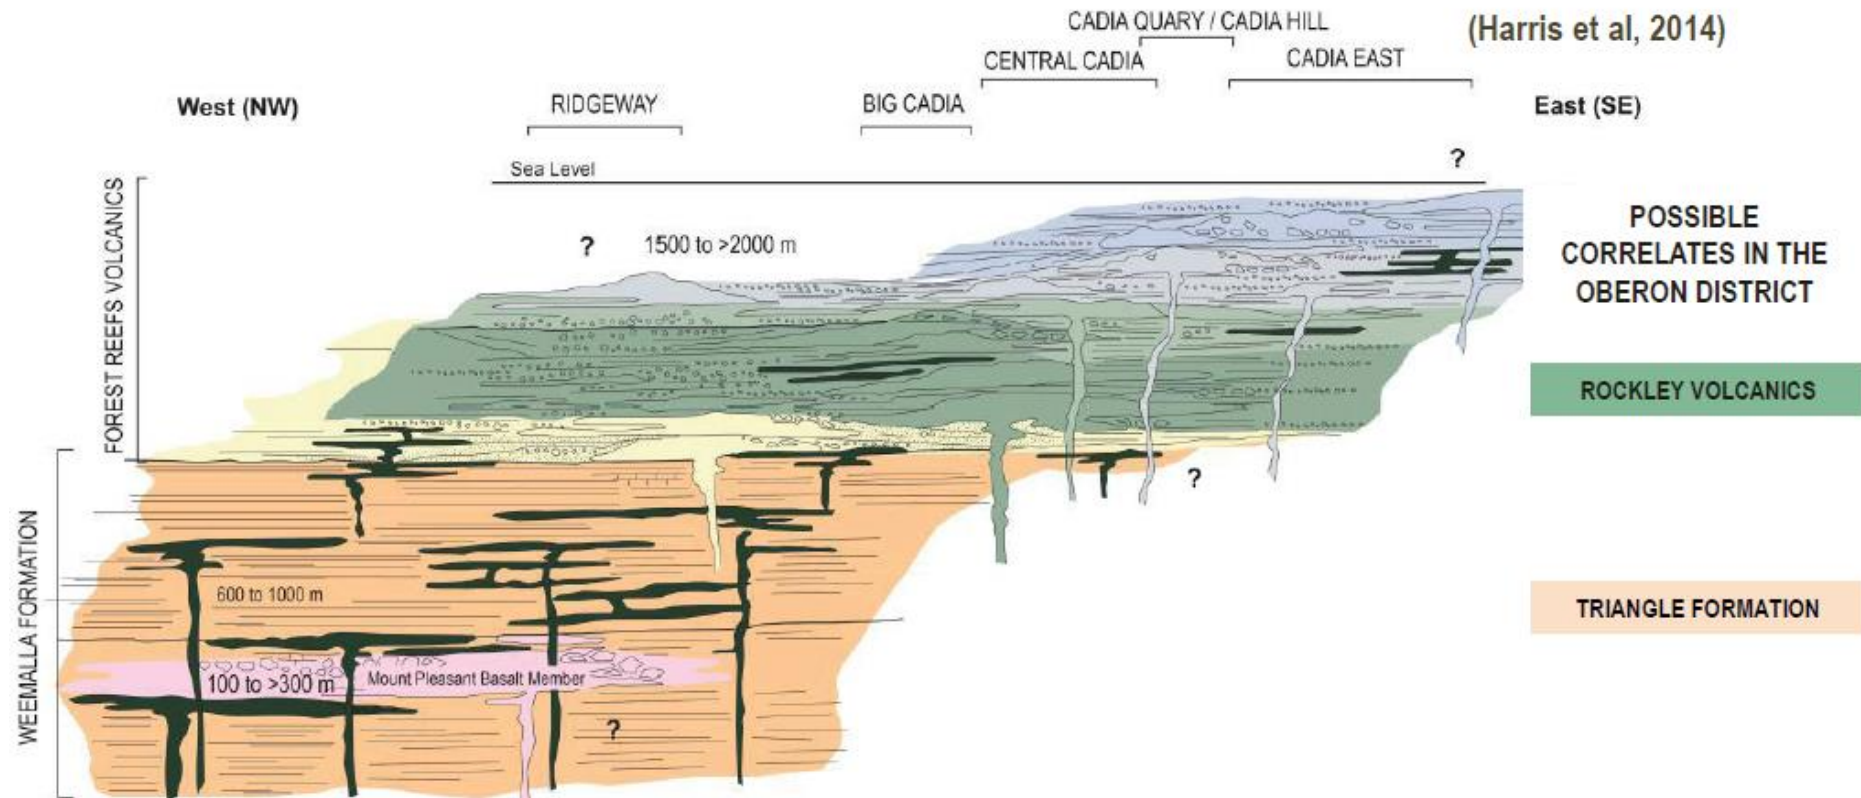 CADIA QUARY / CADIA HILL
(Harris et al, 2014)
CENTRAL CADIA
CADIA EAST
West (NW)
RIDGEWAY
BIG CADIA
East (SE)
?
Sea Level
FOREST REEFS VOLCANICS
? 1500 to >2000 m
POSSIBLE
CORRELATES IN THE
OBERON DISTRICT
ROCKLEY VOLCANICS
?
WEEMALLA FORMATION
600 to 1000 m
TRIANGLE FORMATION
100 to >300 m
Mount Pleasant Basalt Member
?